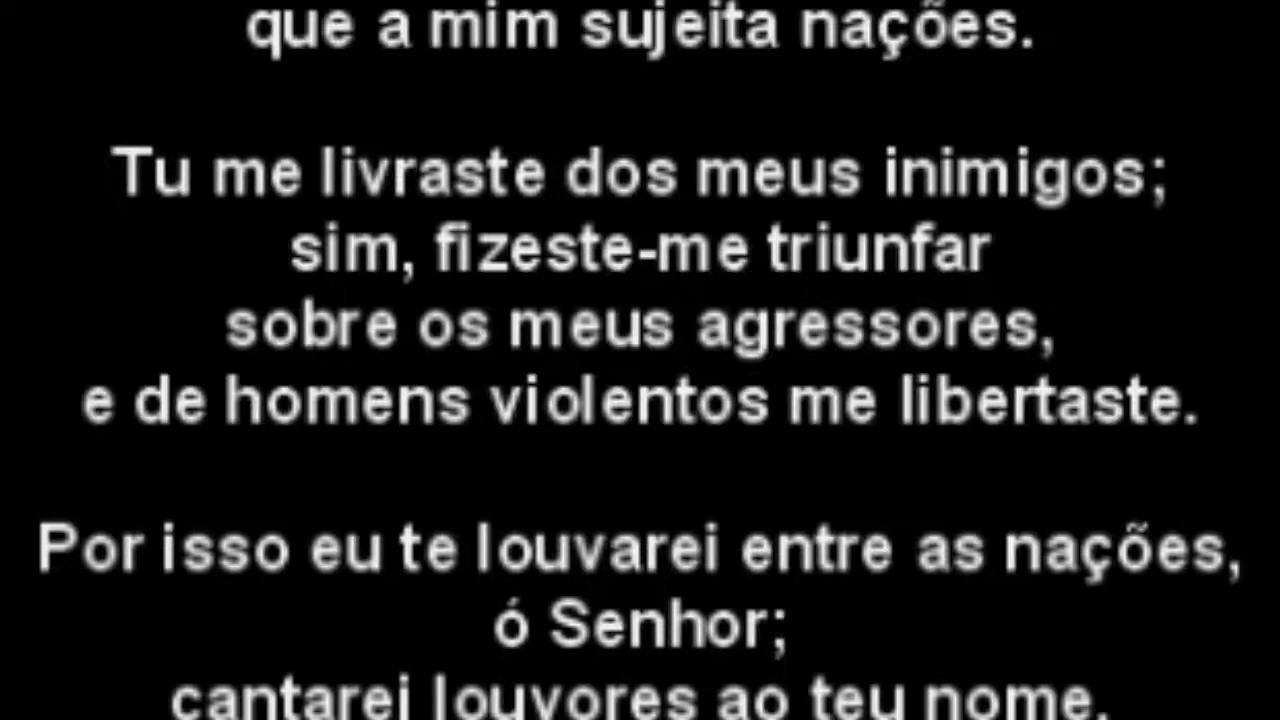 que a mim sujeita nações.
Tu me livraste dos meus inimigos;
sim, fizeste-me triunfar
sobre os meus agressores,
e de homens violentos me libertaste.
Por isso eu te louvarei entre as nações,
ó Senhor;
cantarei louvores ao teu nome.